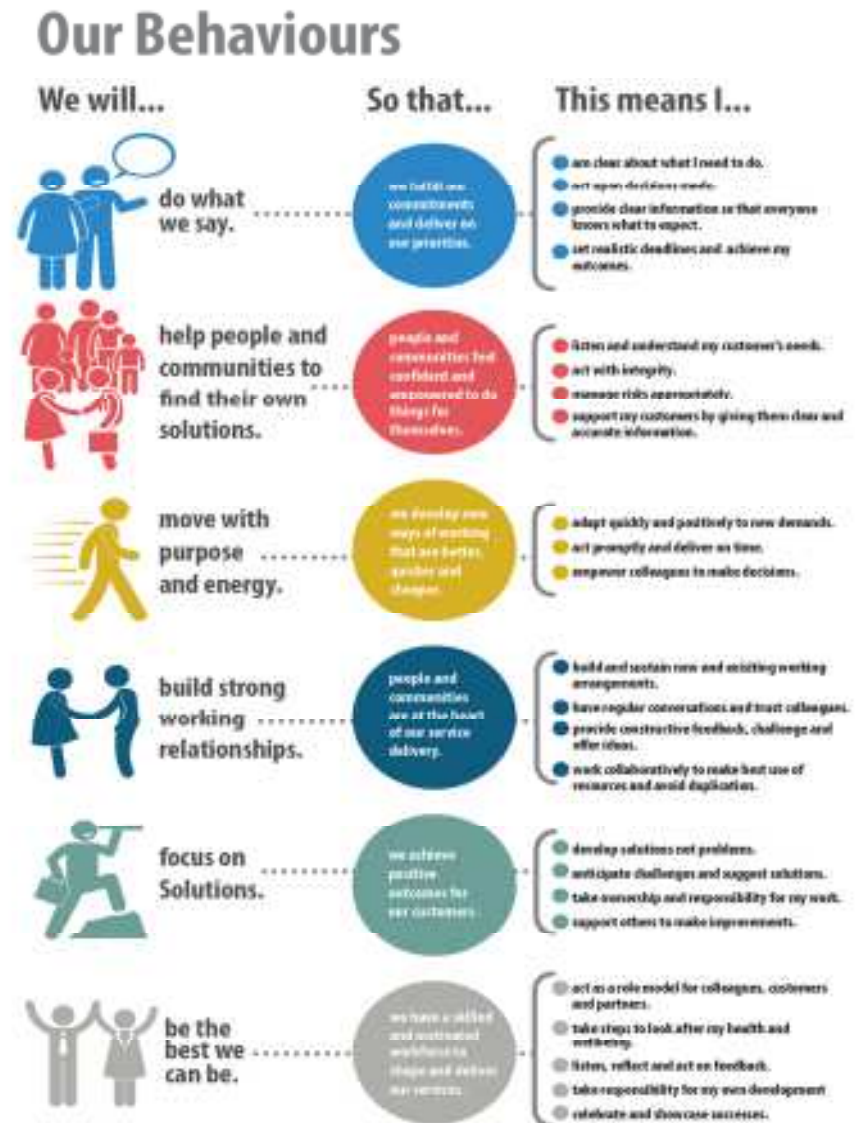 Our Behaviours
We will...
So that...
This means I...
do what
we say.
we fulfill our
commitments
and deliver on
our priorities.
am clear about what I need to do.
act upon decisions made.
provide clear information so that everyone
knows what to expect.
set realistic deadlines and achieve my
outcomes.
help people and
communities to
find their own
solutions.
people and
communities feel
confident and
empowered to do
things for
themselves.
listen and understand my customer's needs.
act with integrity.
manage risks appropriately.
support my customers by giving them clear and
accurate information.
move with
purpose
and energy.
we develop new
ways of working
that are better,
quicker and
cheaper.
adapt quickly and positively to new demands.
act promptly and deliver on time.
empower colleagues to make decisions.
build strong
working
relationships.
people and
communities
are at the heart
of our service
delivery.
build and sustain new and existing working
arrangements.
have regular conversations and trust colleagues.
provide constructive feedback, challenge and
offer ideas.
work collaboratively to make best use of
resources and avoid duplication.
focus on
Solutions.
we achieve
positive
outcomes for
our customers.
develop solutions not problems.
anticipate challenges and suggest solutions.
take ownership and responsibility for my work.
support others to make improvements.
be the
best we
can be.
we have a skilled
and motivated
workforce to
shape and deliver
our services.
act as a role model for colleagues, customers
and partners.
take steps to look after my health and
wellbeing.
listen, reflect and act on feedback.
take responsibility for my own development
celebrate and showcase successes.